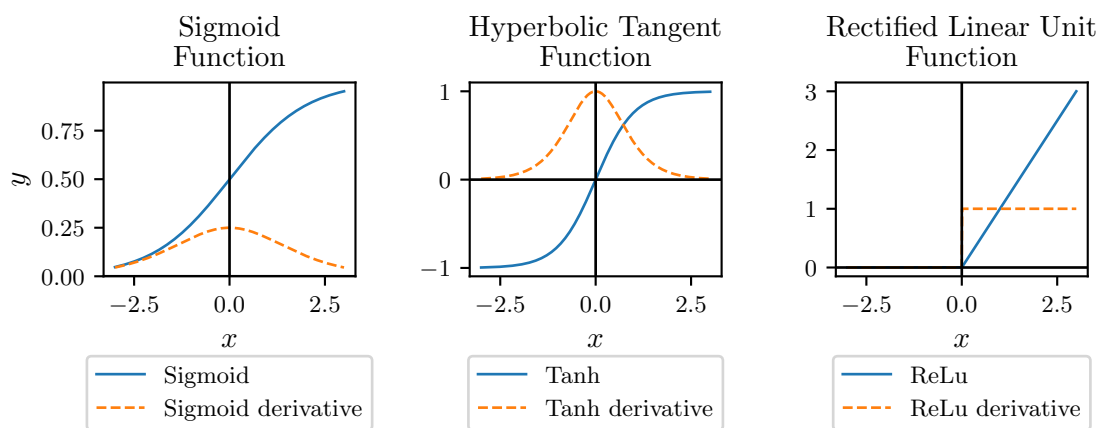 Sigmoid
Function
0.75
0.50
0.25
0.00
y
−2.5
0.0
2.5
x
Sigmoid
Sigmoid derivative
Hyperbolic Tangent
Function
1
0
−1
−2.5
0.0
2.5
x
Tanh
Tanh derivative
Rectified Linear Unit
Function
3
2
1
0
−2.5
0.0
2.5
x
ReLu
ReLu derivative